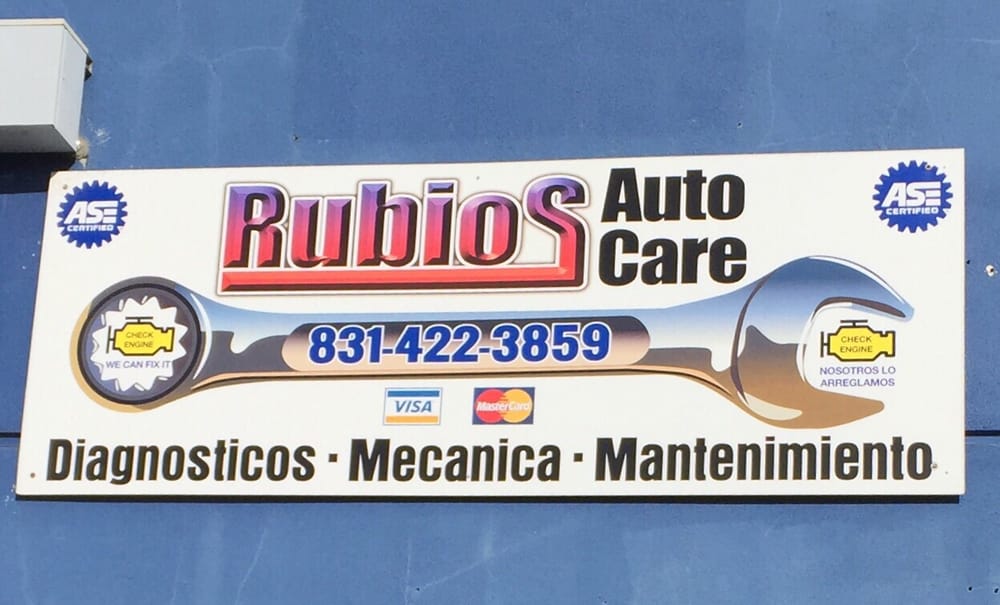 ASE
CERTIFIED
Rubios
Auto
Care
ASE
CERTIFIED
CHECK
ENGINE
WE CAN FIX IT
831-422-3859
CHECK
ENGINE
NOSOTROS LO
ARREGLAMOS
VISA
MasterCard
Diagnosticos · Mecanica · Mantenimiento